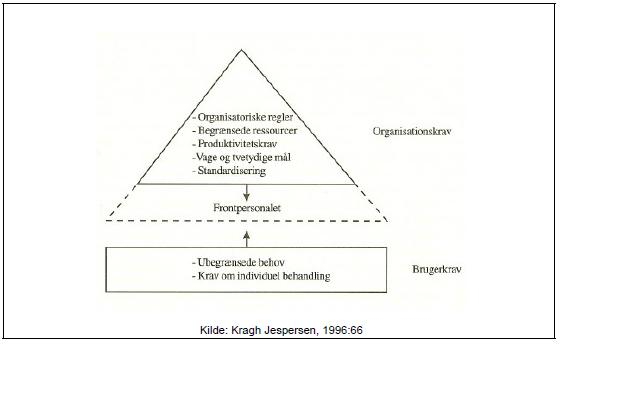 - Organisatoriske regler
- Begrænsede ressourcer
- Produktivitetskrav
-Vage og tvetydige mål
- Standardisering
Organisationskrav
Frontpersonalet
- Ubegrænsede behov
- Krav om individuel behandling
Brugerkrav
Kilde: Kragh Jespersen, 1996:66